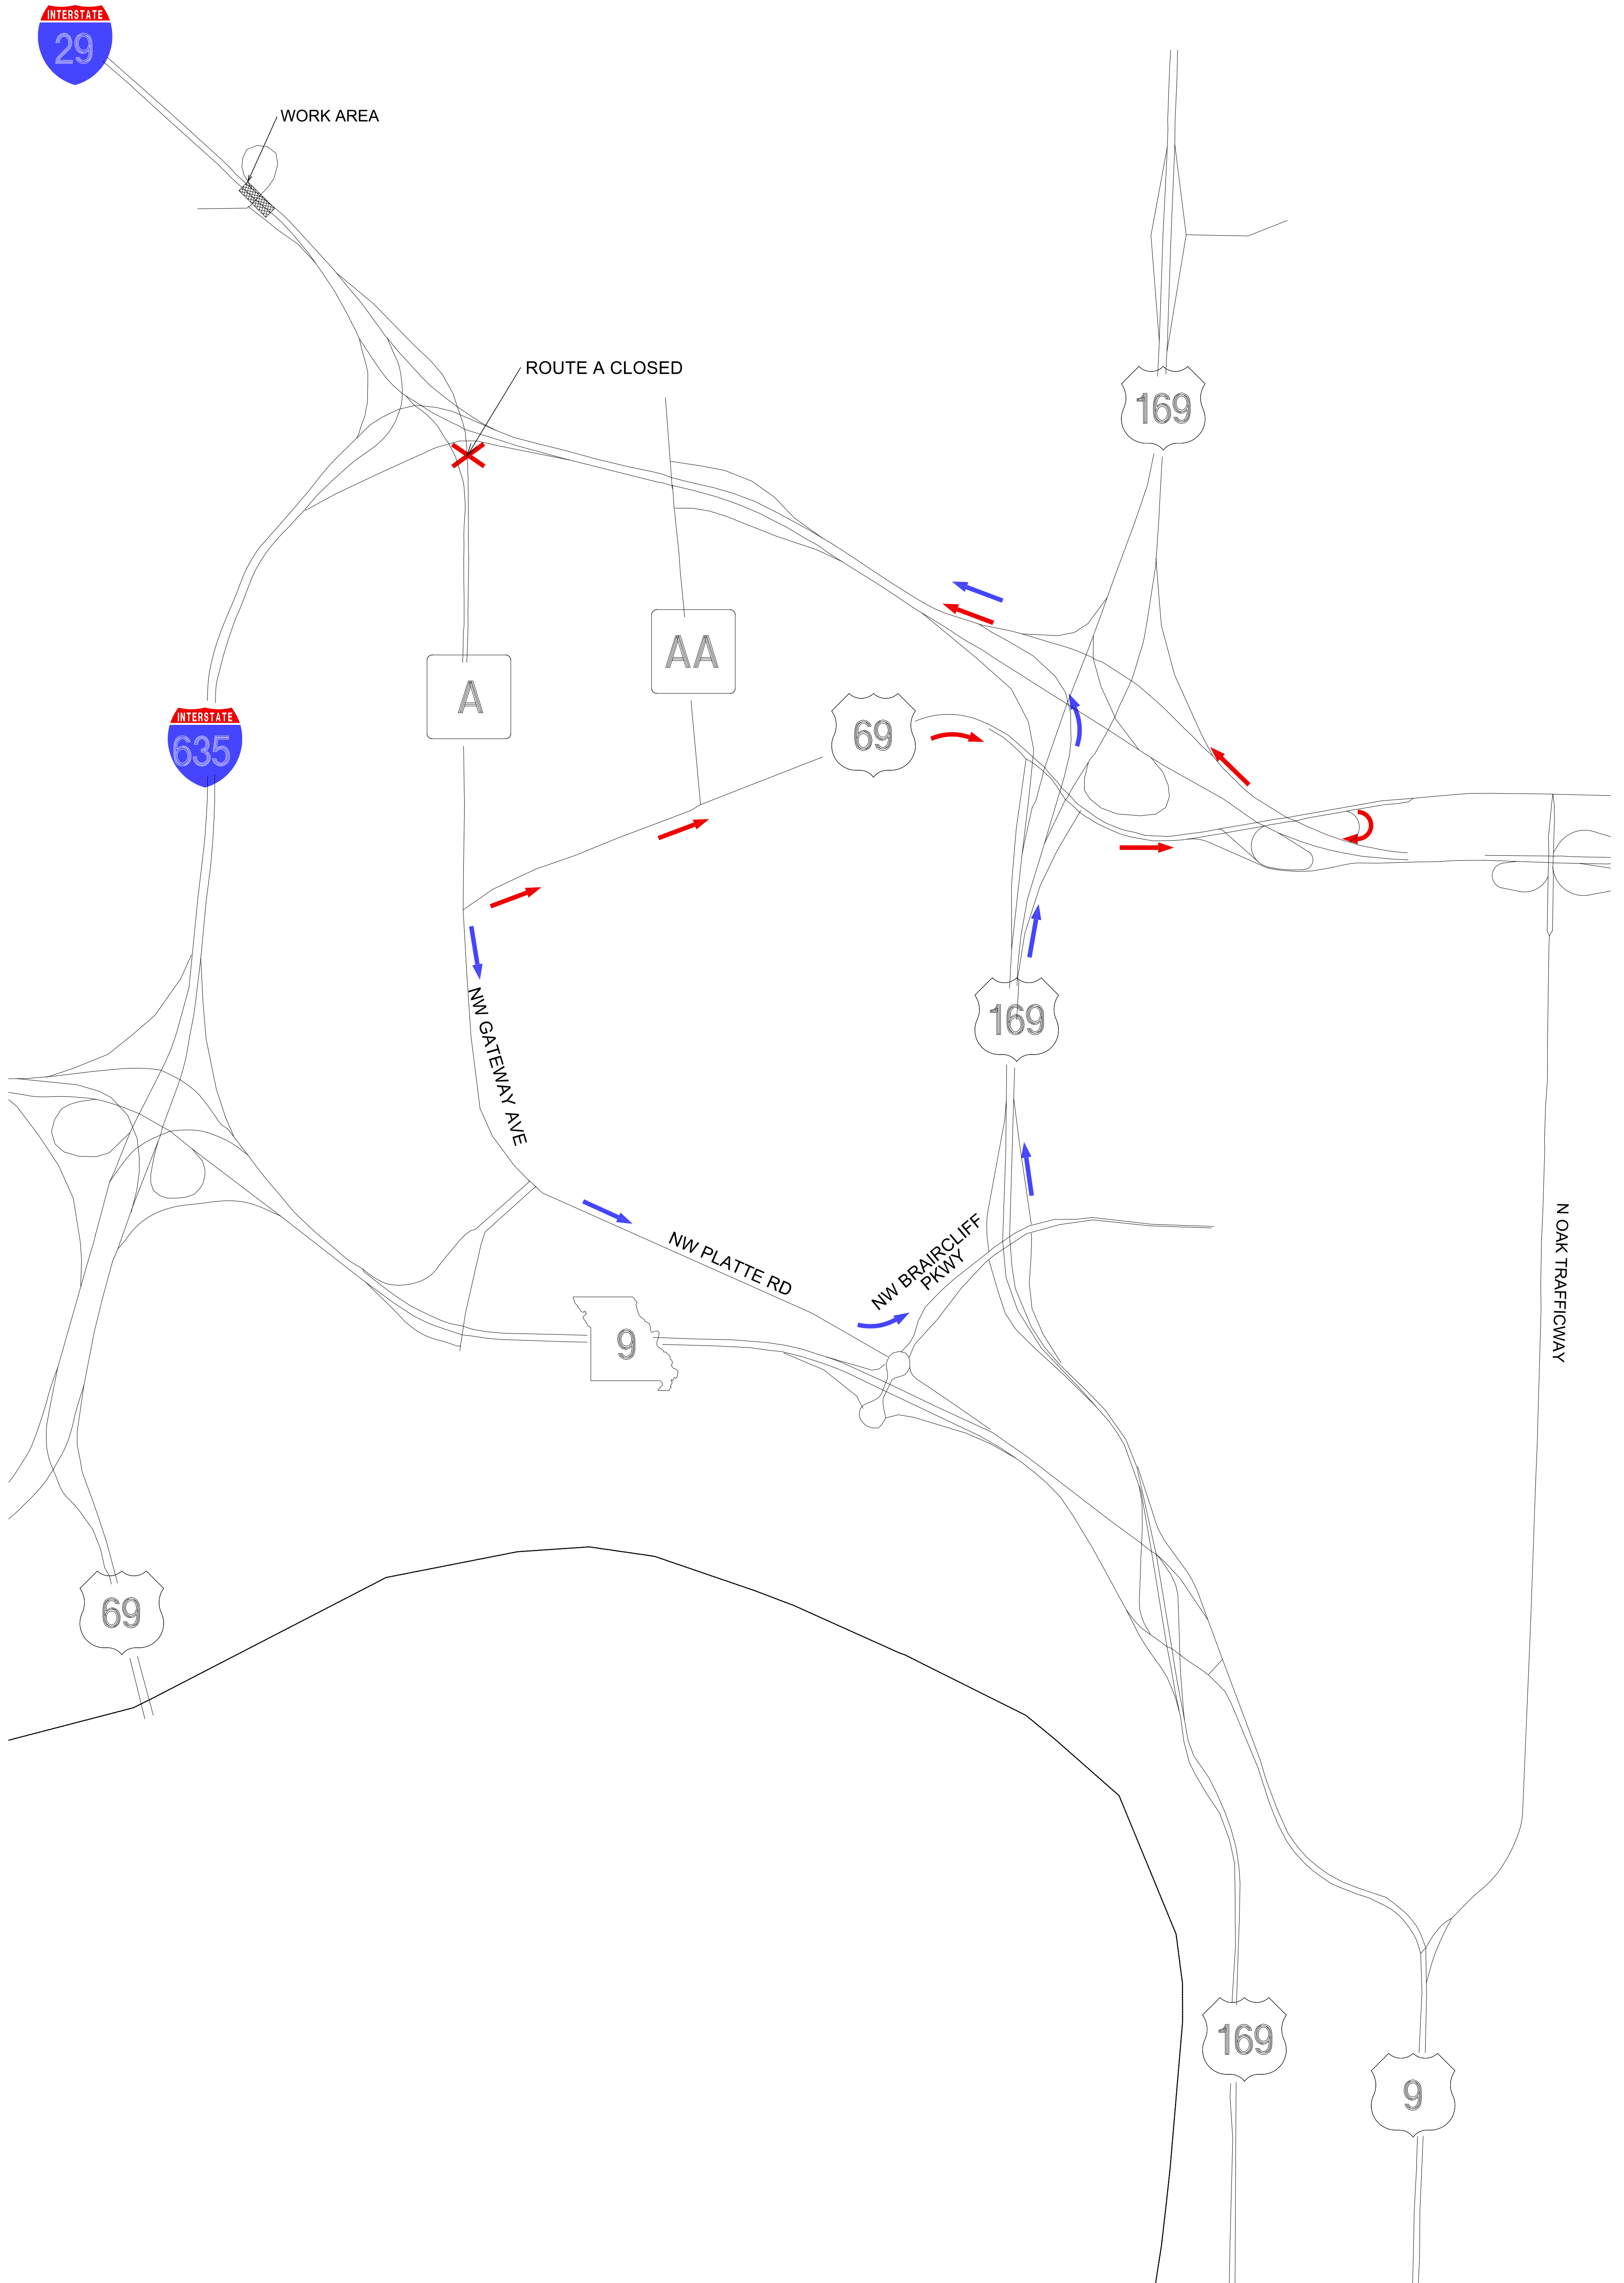 INTERSTATE
29
WORK AREA
ROUTE A CLOSED
169
AA
A
69
INTERSTATE
635
169
NW GATEWAY AVE
NW PLATTE RD
NW BRAIRCLIFF
PKWY
N OAK TRAFFICWAY
9
69
169
9